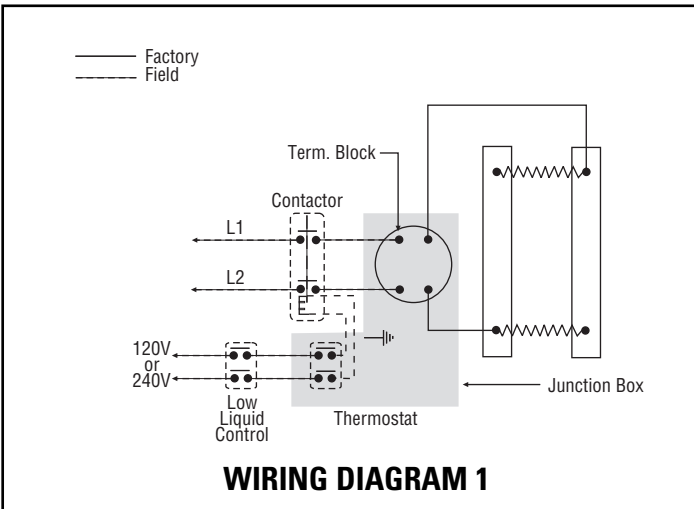 Factory
Field
Term. Block
Contactor
L1
L2
120V
or
240V
Low
Liquid
Control
Thermostat
Junction Box
WIRING DIAGRAM 1